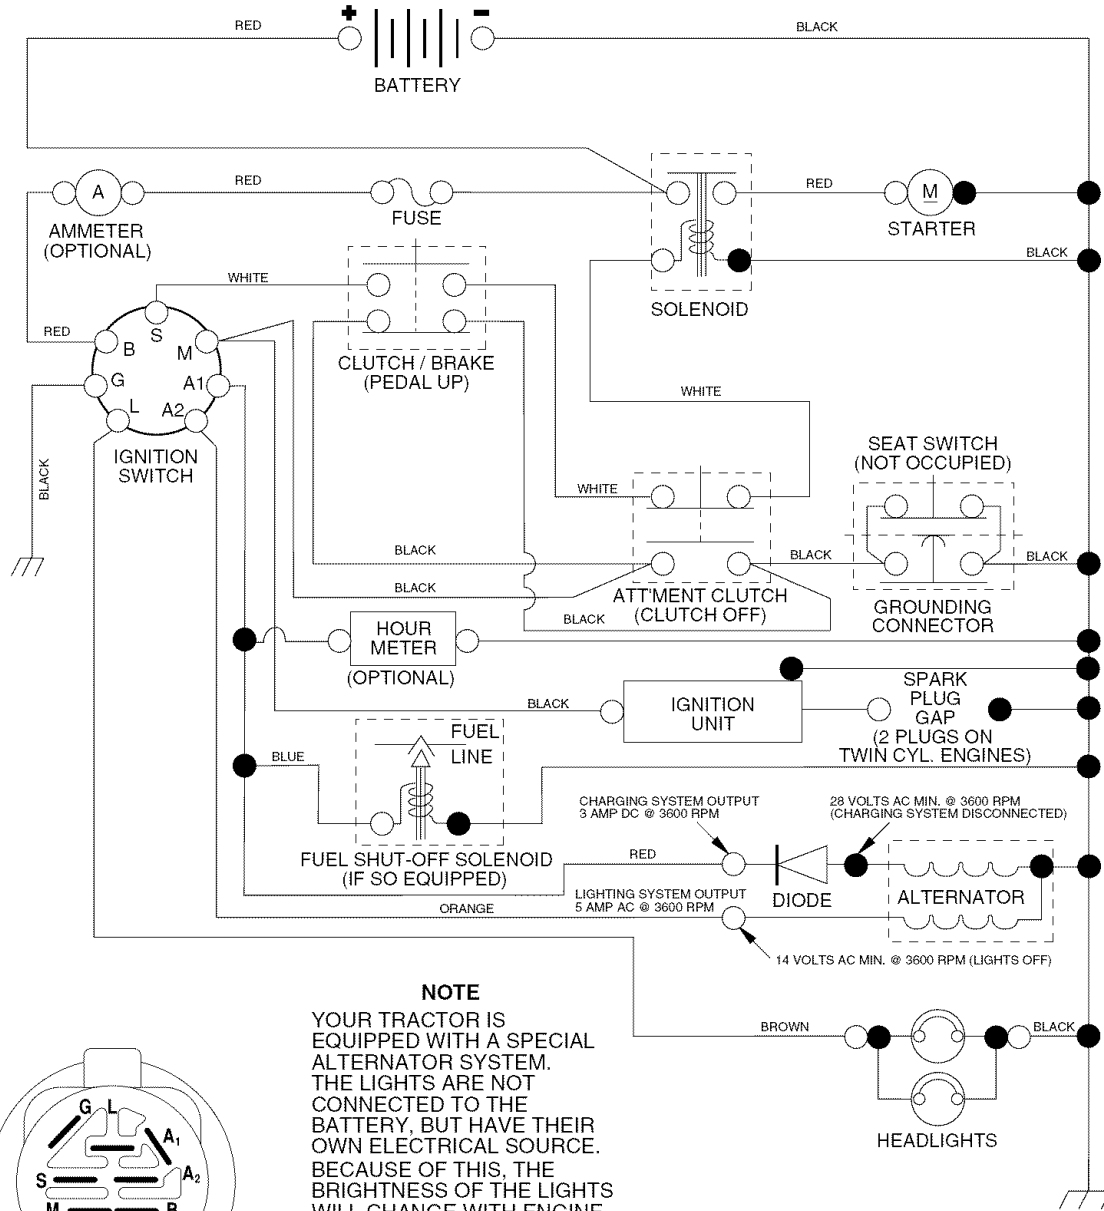 + -
RED
BLACK
BATTERY
A
RED
FUSE
RED
M
STARTER
AMMETER
(OPTIONAL)
BLACK
SOLENOID
WHITE
CLUTCH / BRAKE
(PEDAL UP)
RED
S
B
M
G
A1
L
A2
IGNITION
SWITCH
BLACK
WHITE
SEAT SWITCH
(NOT OCCUPIED)
WHITE
BLACK
BLACK
BLACK
BLACK
ATT'MENT CLUTCH
(CLUTCH OFF)
BLACK
GROUNDING
CONNECTOR
HOUR
METER
(OPTIONAL)
BLACK
IGNITION
UNIT
SPARK
PLUG
GAP
(2 PLUGS ON
TWIN CYL. ENGINES)
FUEL
LINE
BLUE
FUEL SHUT-OFF SOLENOID
(IF SO EQUIPPED)
CHARGING SYSTEM OUTPUT
3 AMP DC @ 3600 RPM
28 VOLTS AC MIN. @ 3600 RPM
(CHARGING SYSTEM DISCONNECTED)
RED
DIODE
ALTERNATOR
LIGHTING SYSTEM OUTPUT
5 AMP AC @ 3600 RPM
ORANGE
14 VOLTS AC MIN. @ 3600 RPM (LIGHTS OFF)
BROWN
BLACK
HEADLIGHTS
NOTE
YOUR TRACTOR IS
EQUIPPED WITH A SPECIAL
ALTERNATOR SYSTEM.
THE LIGHTS ARE NOT
CONNECTED TO THE
BATTERY, BUT HAVE THEIR
OWN ELECTRICAL SOURCE.
BECAUSE OF THIS, THE
BRIGHTNESS OF THE LIGHTS
WILL CHANGE WITH ENGINE
G L
A1
A2
S
M
B